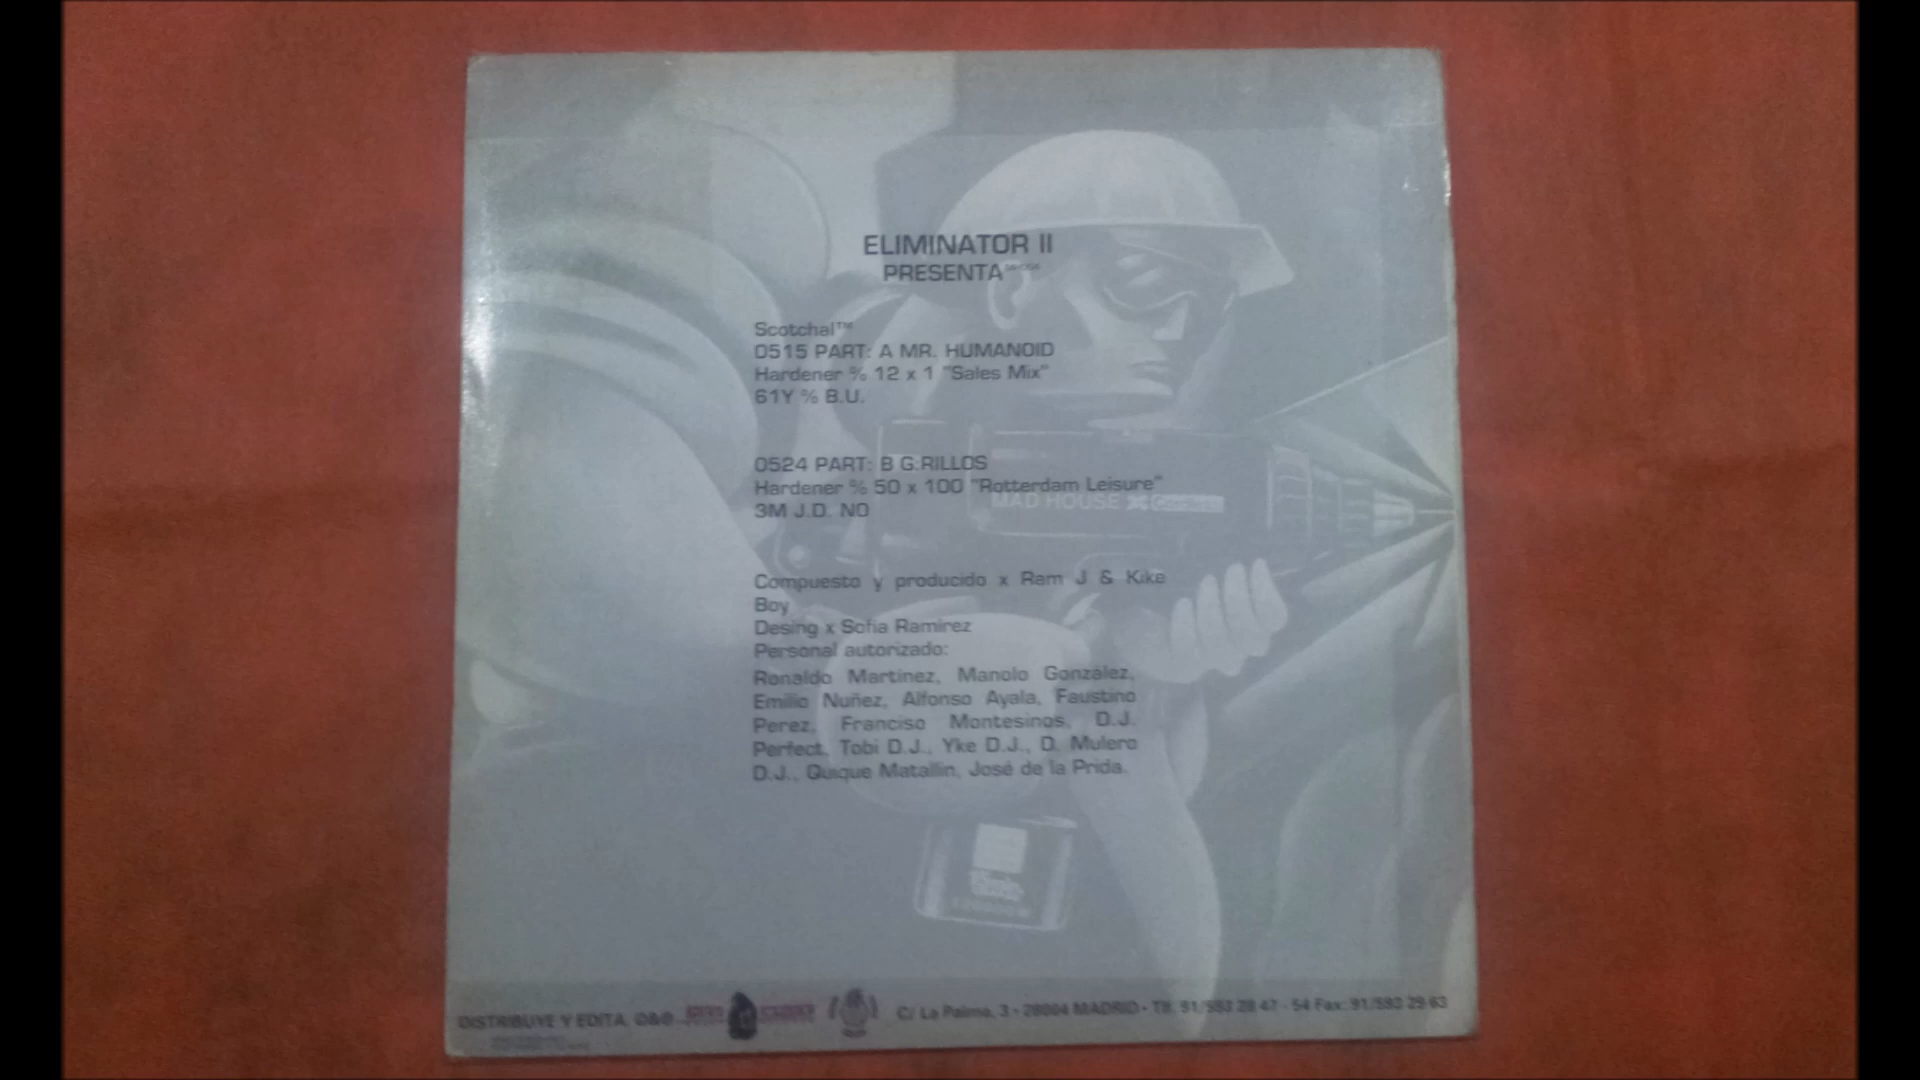 ELIMINATOR II
PRESENTA
Scotchal™
0515 PART: A MR. HUMANOID
Hardener % 12 x 1 "Sales Mix"
61Y % B.U.
0524 PART: B G:RILLOS
Hardener % 50 x 100 "Rotterdam Leisure"
MAD HOUSE
3M J.D. NO
Compuesto y producido x Ram J & Kike
Boy
Desing x Sofia Ramirez
Personal autorizado:
Ronaldo Martinez, Manolo González,
Emilio Nuñez, Alfonso Ayala, Faustino
Perez, Franciso Montesinos, D.J.
Perfect, Tobi D.J., Yke D.J., D. Mulero
D.J., Quique Matallin, José de la Prida.
DISTRIBUYE Y EDITA, ©&℗ C/ La Palma, 3 - 28004 MADRID - Tlf. 91/593 28 47 - 54 Fax: 91/593 29 63